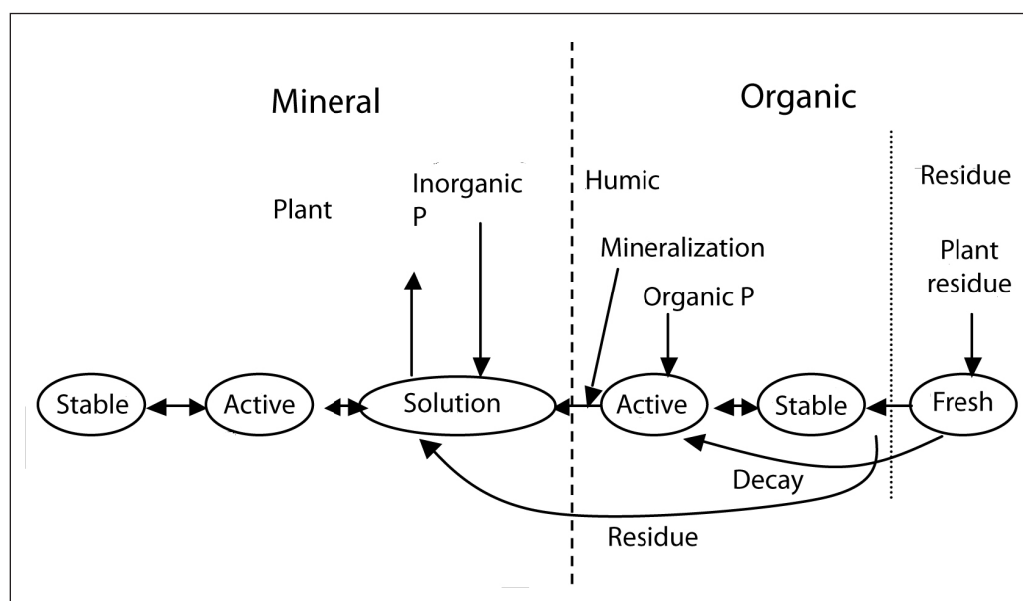 Mineral
Organic
Plant
Inorganic
P
Humic
Residue
Mineralization
Organic P
Plant
residue
Stable
Active
Solution
Active
Stable
Fresh
Decay
Residue